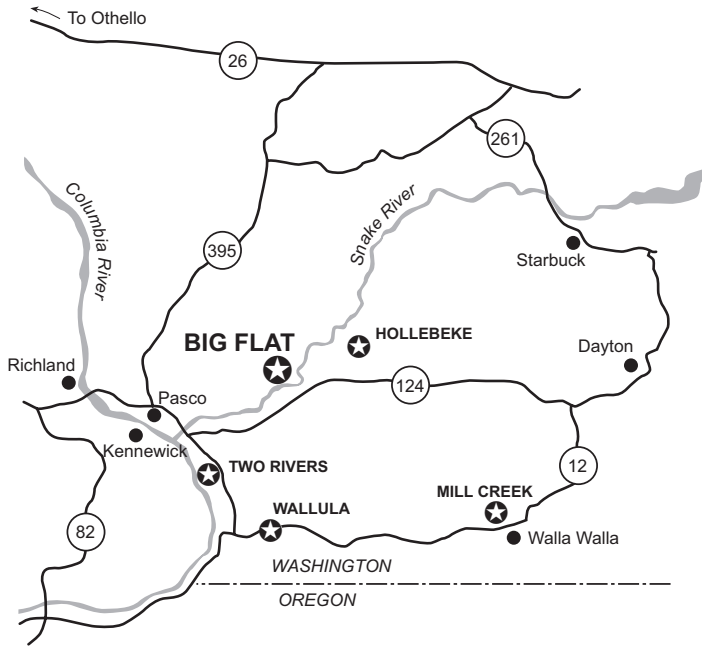 To Othello
26
261
Columbia River
Snake River
395
Starbuck
BIG FLAT
HOLLEBEKE
Richland
Dayton
124
Pasco
Kennewick
TWO RIVERS
12
MILL CREEK
WALLULA
82
Walla Walla
WASHINGTON
OREGON